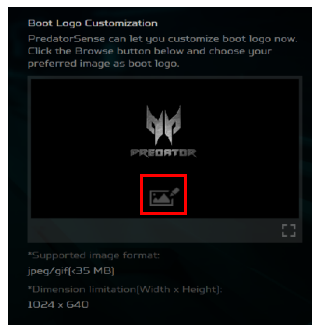 Boot Logo Customization
PredatorSense can let you customize boot logo now.
Click the Browse button below and choose your
preferred image as boot logo.
PREDATOR
*Supported image format:
jpeg/gif(<35 MB)
*Dimension limitation(Width x Height):
1024 x 640